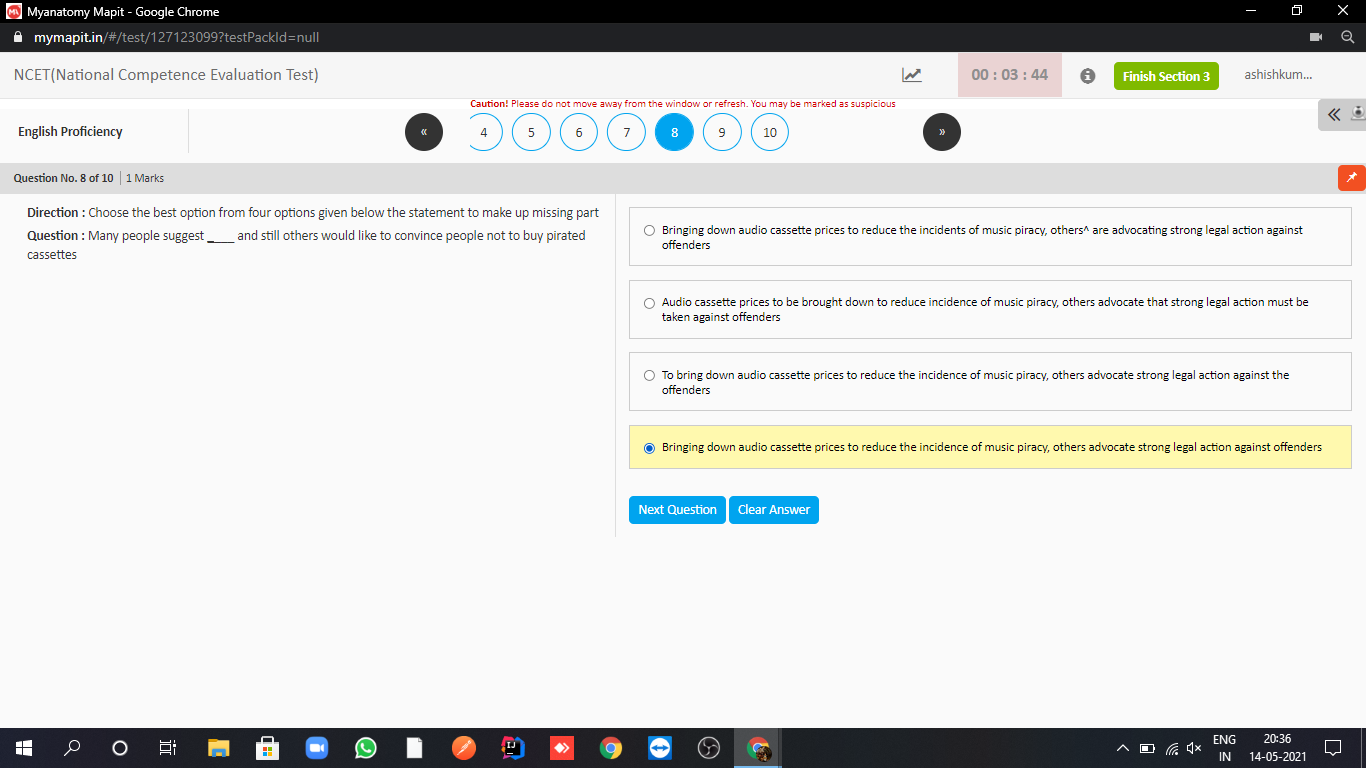 Myanatomy Mapit - Google Chrome
mymapit.in/#/test/127123099?testPackId=null
NCET(National Competence Evaluation Test)
00 : 03 : 44
Finish Section 3
ashishkum...
Caution! Please do not move away from the window or refresh. You may be marked as suspicious
English Proficiency
« 4 5 6 7 8 9 10 »
Question No. 8 of 10 | 1 Marks
Direction : Choose the best option from four options given below the statement to make up missing part
Question : Many people suggest ____ and still others would like to convince people not to buy pirated
cassettes
Bringing down audio cassette prices to reduce the incidents of music piracy, others^ are advocating strong legal action against
offenders
Audio cassette prices to be brought down to reduce incidence of music piracy, others advocate that strong legal action must be
taken against offenders
To bring down audio cassette prices to reduce the incidence of music piracy, others advocate strong legal action against the
offenders
Bringing down audio cassette prices to reduce the incidence of music piracy, others advocate strong legal action against offenders
Next Question
Clear Answer
ENG
IN
20:36
14-05-2021